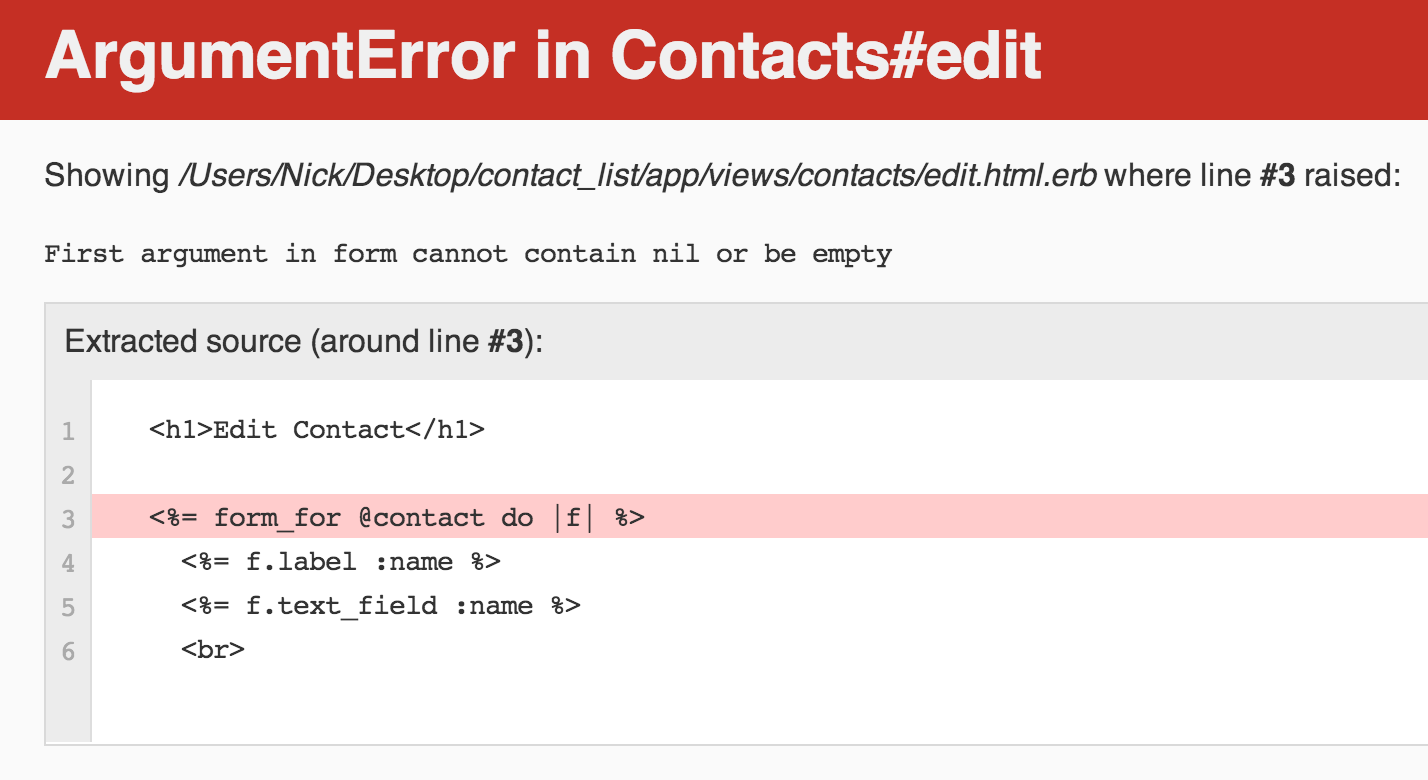 ArgumentError in Contacts#edit
Showing /Users/Nick/Desktop/contact_list/app/views/contacts/edit.html.erb where line #3 raised:
First argument in form cannot contain nil or be empty
Extracted source (around line #3):
1 <h1>Edit Contact</h1>
2
3 <%= form_for @contact do |f| %>
4 <%= f.label :name %>
5 <%= f.text_field :name %>
6 <br>